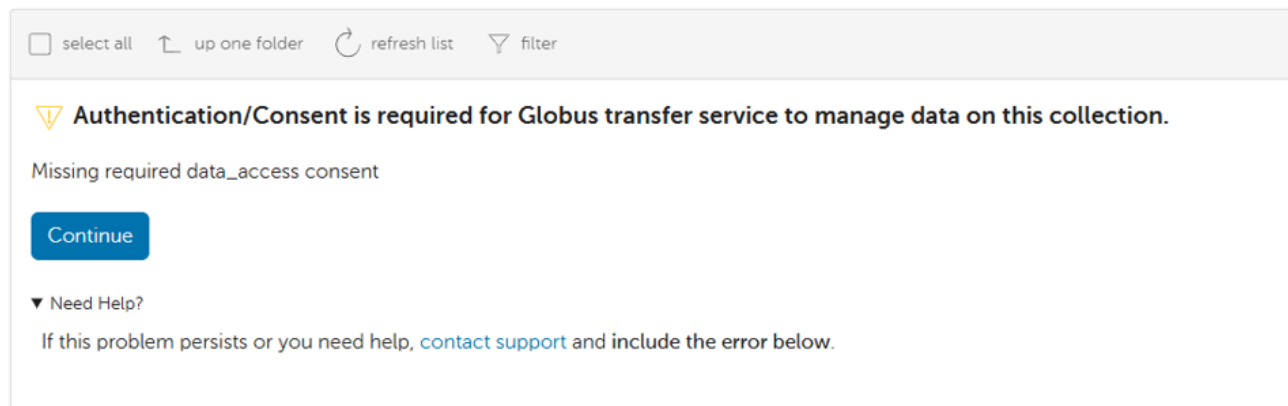 select all up one folder refresh list filter
Authentication/Consent is required for Globus transfer service to manage data on this collection.
Missing required data_access consent
Continue
Need Help?
If this problem persists or you need help, contact support and include the error below.